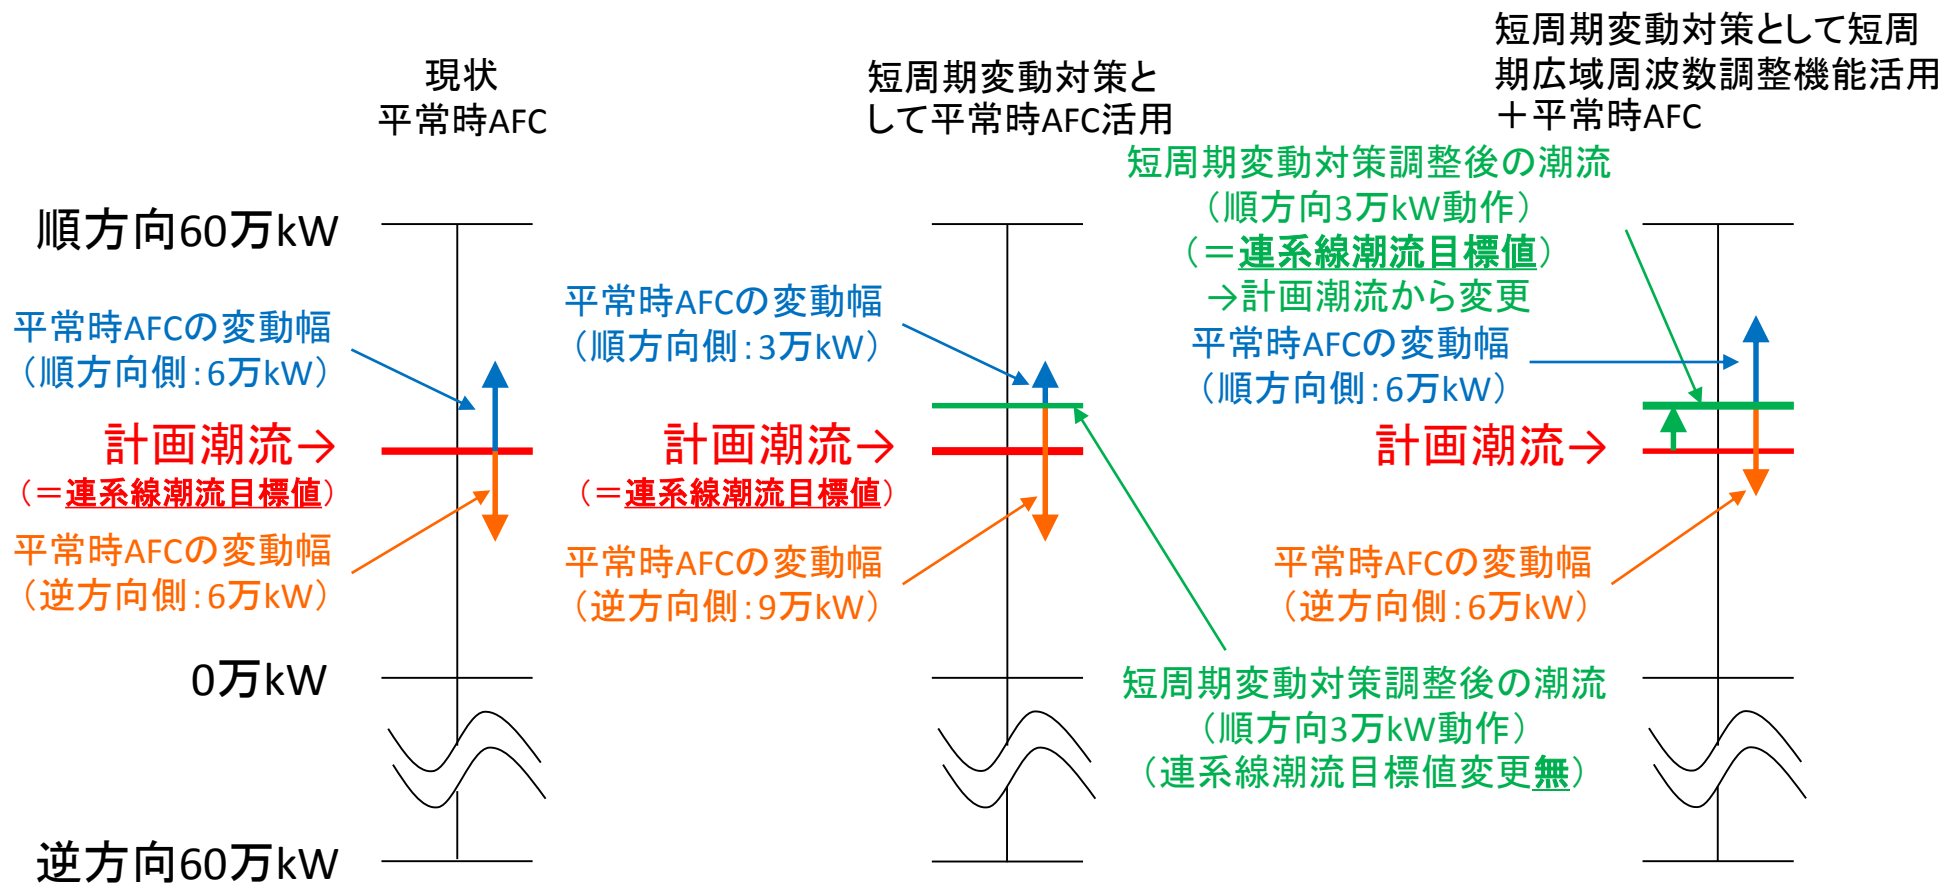 現状
平常時AFC
短周期変動対策と
して平常時AFC活用
短周期変動対策として短周
期広域周波数調整機能活用
＋平常時AFC
順方向60万kW
0万kW
逆方向60万kW
平常時AFCの変動幅
（順方向側：6万kW）
計画潮流→
（＝連系線潮流目標値）
平常時AFCの変動幅
（逆方向側：6万kW）
平常時AFCの変動幅
（順方向側：3万kW）
計画潮流→
（＝連系線潮流目標値）
平常時AFCの変動幅
（逆方向側：9万kW）
短周期変動対策調整後の潮流
（順方向3万kW動作）
（連系線潮流目標値変更無）
短周期変動対策調整後の潮流
（順方向3万kW動作）
（＝連系線潮流目標値）
→計画潮流から変更
平常時AFCの変動幅
（順方向側：6万kW）
計画潮流→
平常時AFCの変動幅
（逆方向側：6万kW）